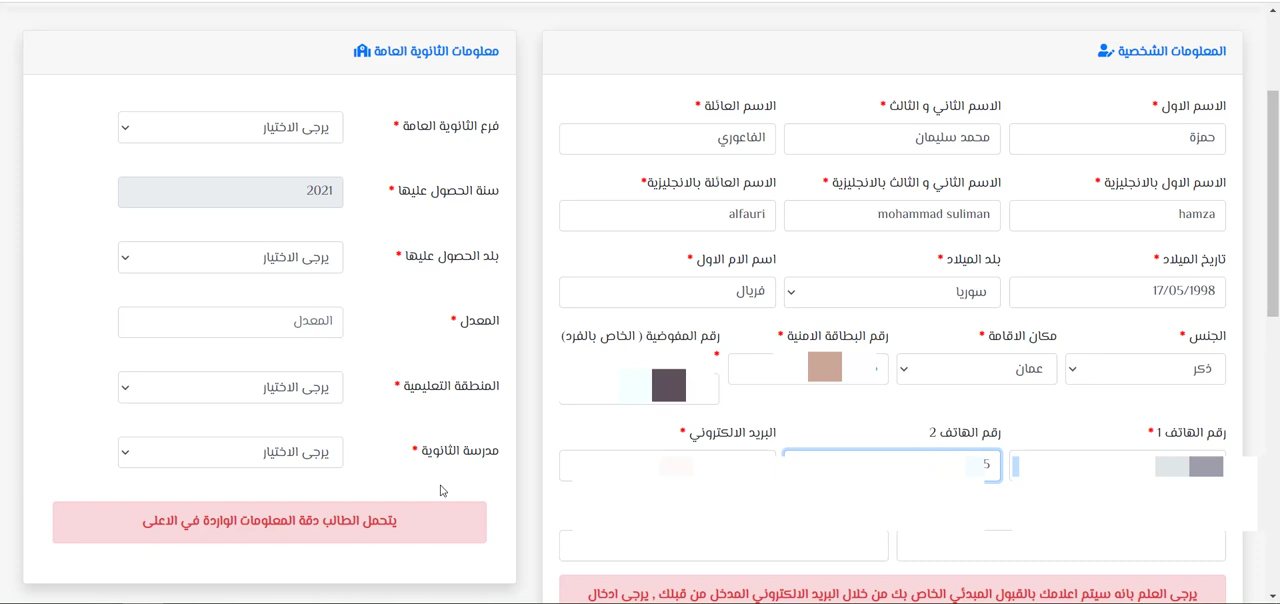 المعلومات الشخصية
الاسم الاول *
الاسم الثاني و الثالث *
الاسم العائلة *
حمزة
محمد سليمان
الفاعوري
الاسم الاول بالانجليزية *
الاسم الثاني و الثالث بالانجليزية *
الاسم العائلة بالانجليزية*
hamza
mohammad suliman
alfauri
تاريخ الميلاد *
بلد الميلاد *
اسم الام الاول *
17/05/1998
سوريا
فريال
الجنس *
مكان الاقامة *
رقم البطاقة الامنية *
رقم المفوضية ( الخاص بالفرد)
*
ذكر
عمان
رقم الهاتف 1 *
رقم الهاتف 2
البريد الالكتروني *
5
يرجى العلم بانه سيتم اعلامك بالقبول المبدئي الخاص بك من خلال البريد الالكتروني المدخل من قبلك , يرجى ادخال
معلومات الثانوية العامة
فرع الثانوية العامة *
يرجى الاختيار
سنة الحصول عليها *
2021
بلد الحصول عليها *
يرجى الاختيار
المعدل *
المعدل
المنطقة التعليمية *
يرجى الاختيار
مدرسة الثانوية *
يرجى الاختيار
يتحمل الطالب دقة المعلومات الواردة في الاعلى